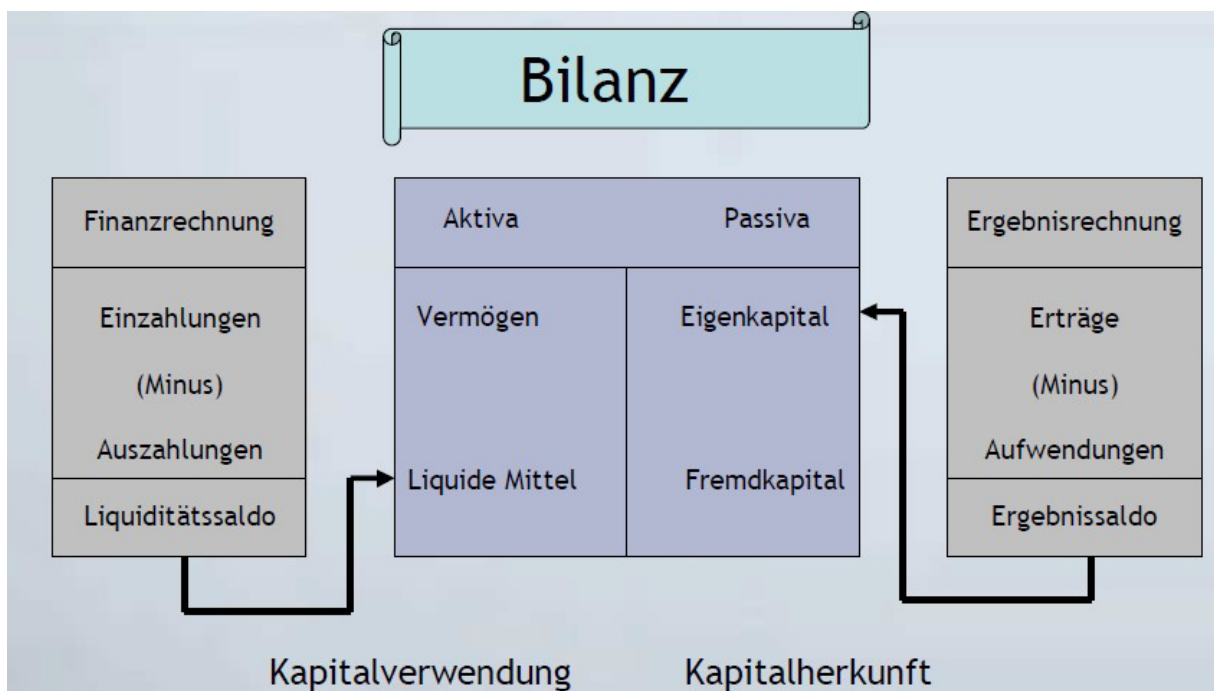 Bilanz
Finanzrechnung
Einzahlungen
(Minus)
Auszahlungen
Liquiditätssaldo
Aktiva Passiva
Vermögen Eigenkapital
Liquide Mittel Fremdkapital
Ergebnisrechnung
Erträge
(Minus)
Aufwendungen
Ergebnissaldo
Kapitalverwendung Kapitalherkunft